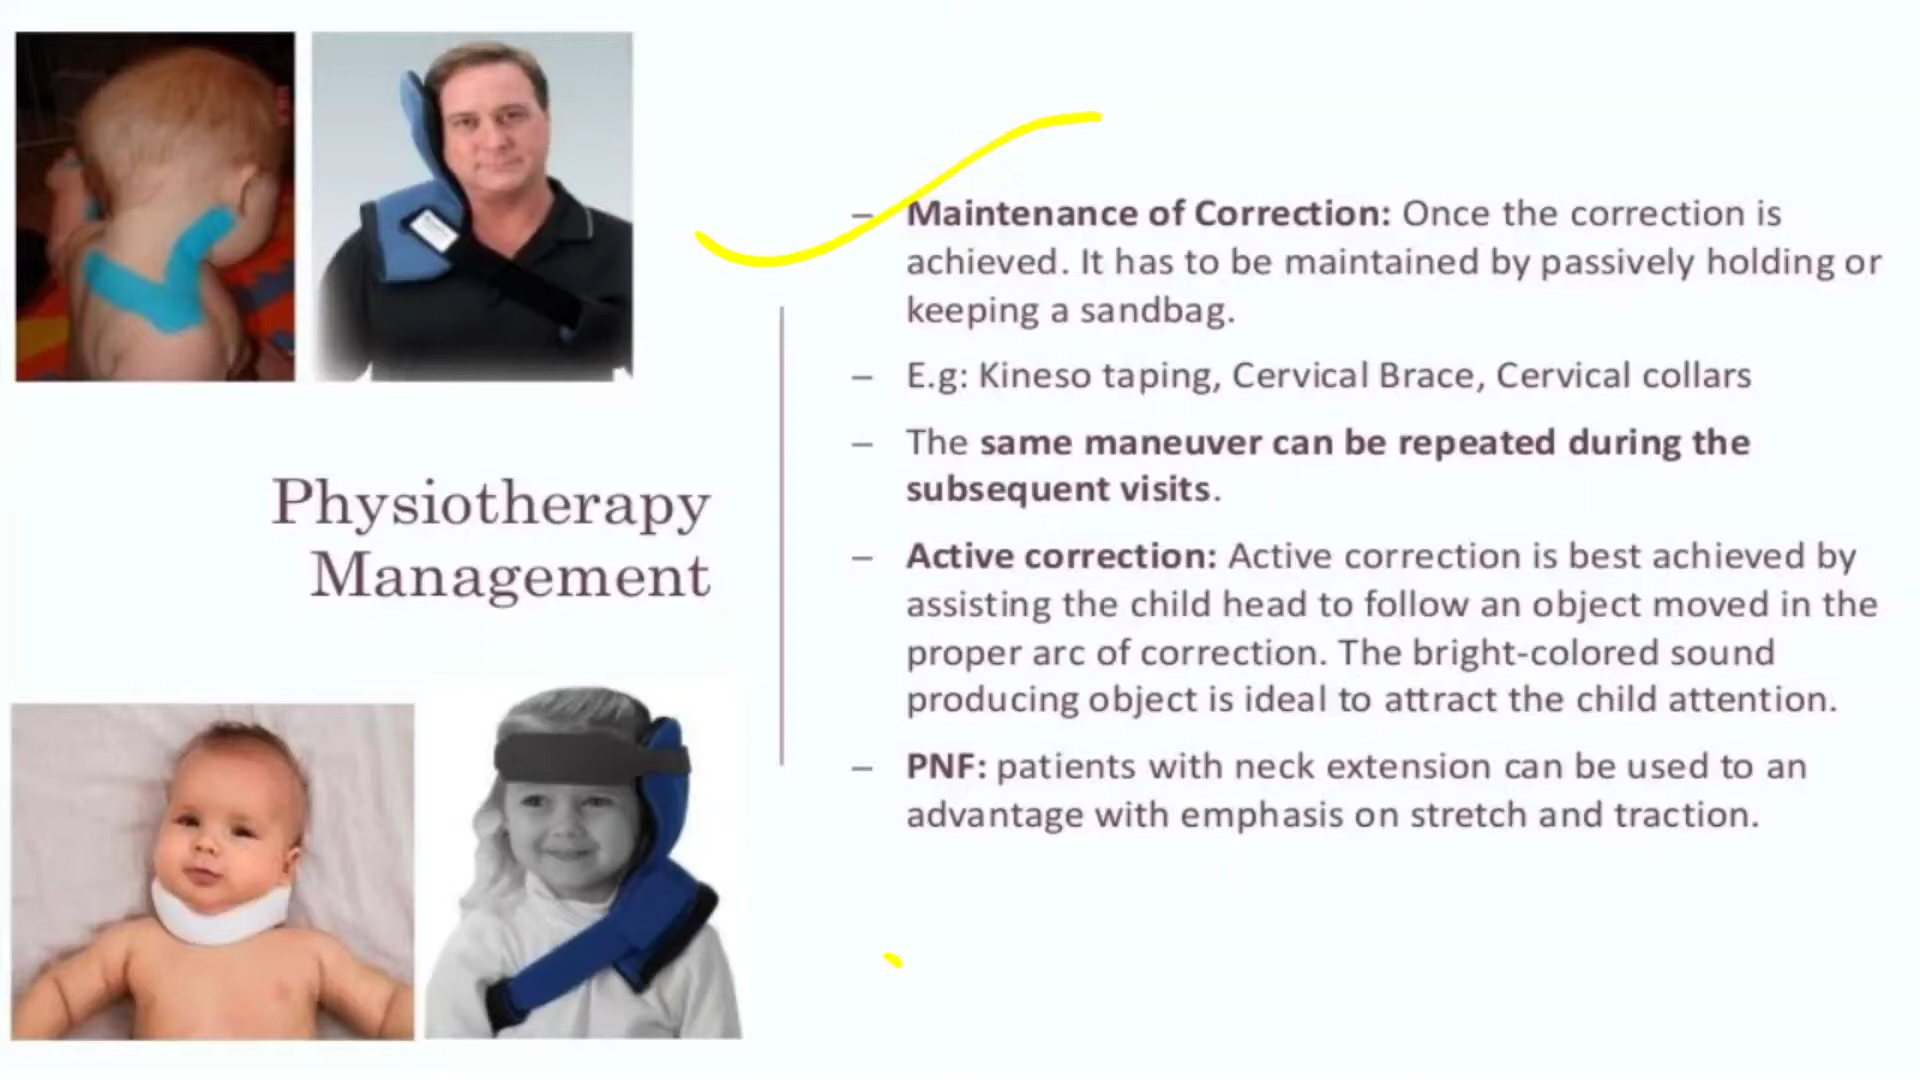 Physiotherapy
Management
– Maintenance of Correction: Once the correction is
achieved. It has to be maintained by passively holding or
keeping a sandbag.
– E.g: Kineso taping, Cervical Brace, Cervical collars
– The same maneuver can be repeated during the
subsequent visits.
– Active correction: Active correction is best achieved by
assisting the child head to follow an object moved in the
proper arc of correction. The bright-colored sound
producing object is ideal to attract the child attention.
– PNF: patients with neck extension can be used to an
advantage with emphasis on stretch and traction.